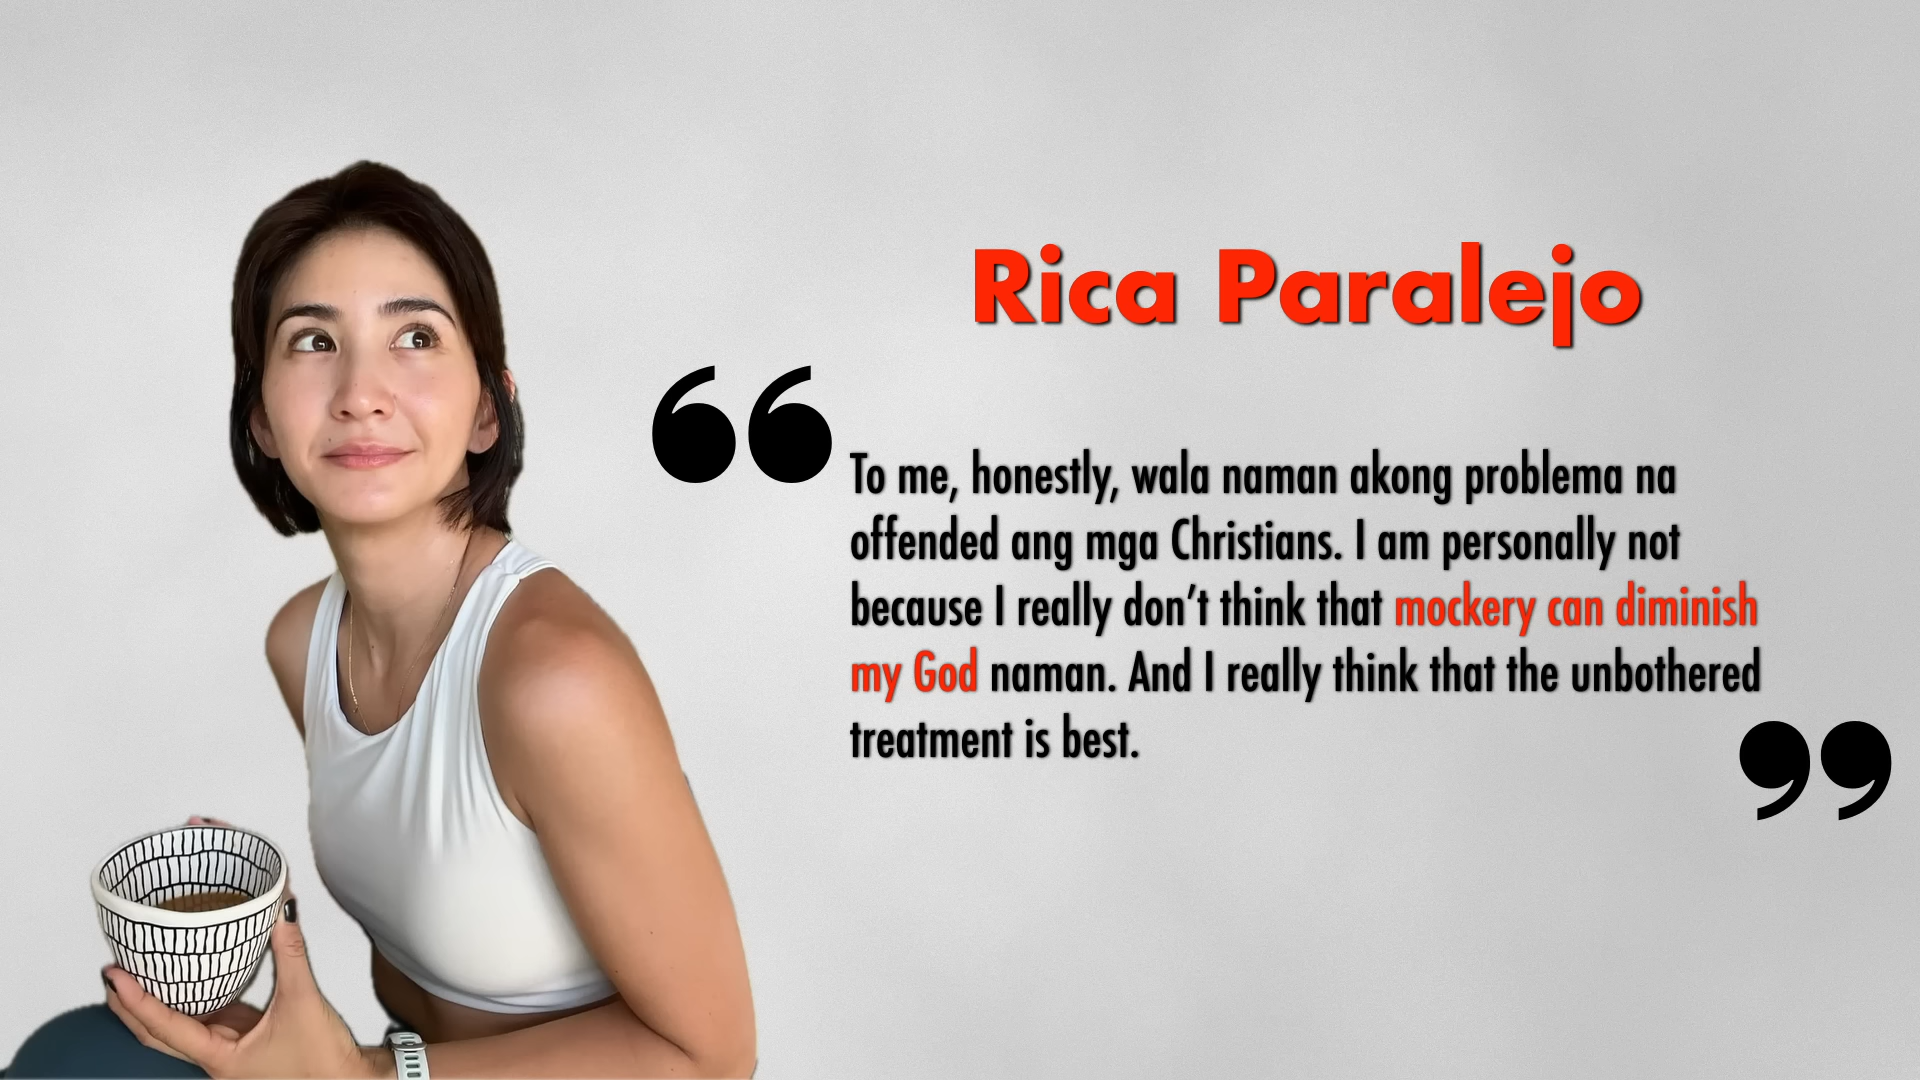 Rica Paralejo
“
To me, honestly, wala naman akong problema na
offended ang mga Christians. I am personally not
because I really don’t think that mockery can diminish
my God naman. And I really think that the unbothered
treatment is best.
”